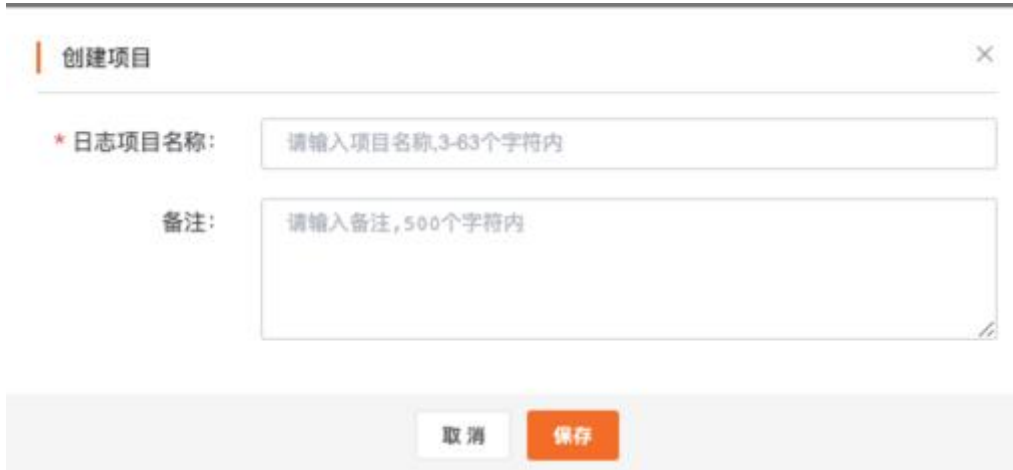 创建项目
* 日志项目名称： 请输入项目名称,3-63个字符内
备注： 请输入备注,500个字符内
取 消 保存